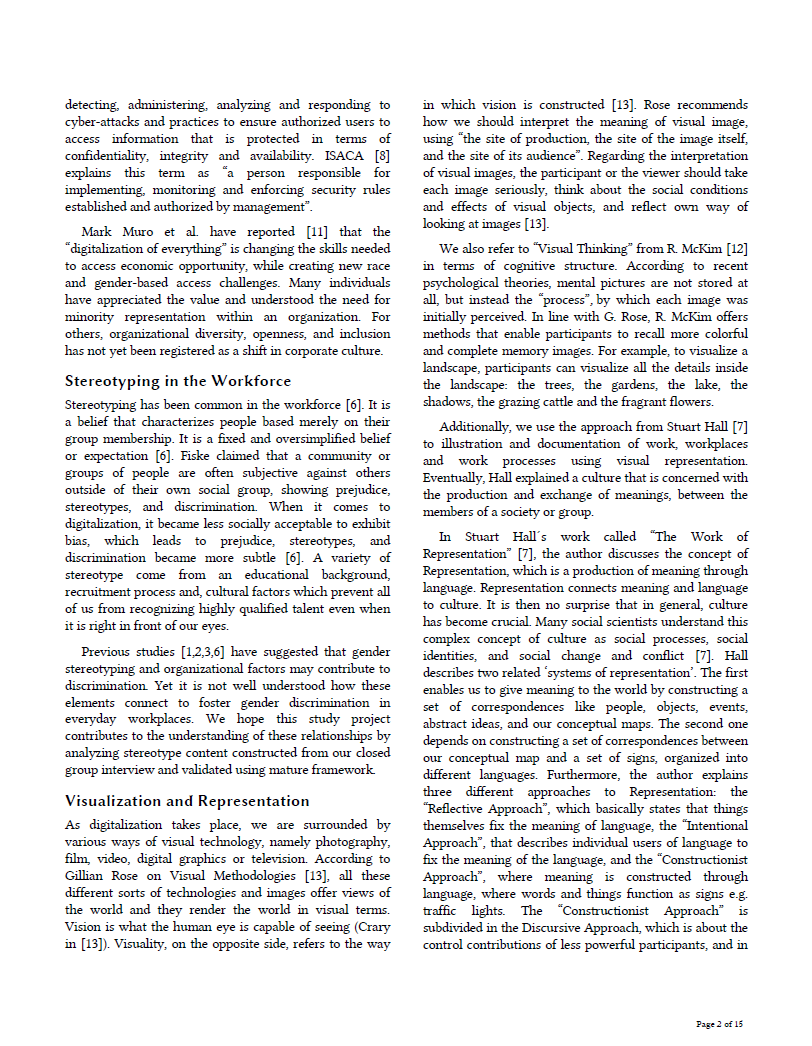 detecting, administering, analyzing and responding to
cyber-attacks and practices to ensure authorized users to
access information that is protected in terms of
confidentiality, integrity and availability. ISACA [8]
explains this term as “a person responsible for
implementing, monitoring and enforcing security rules
established and authorized by management”.
Mark Muro et al. have reported [11] that the
“digitalization of everything” is changing the skills needed
to access economic opportunity, while creating new race
and gender-based access challenges. Many individuals
have appreciated the value and understood the need for
minority representation within an organization. For
others, organizational diversity, openness, and inclusion
has not yet been registered as a shift in corporate culture.
Stereotyping in the Workforce
Stereotyping has been common in the workforce [6]. It is
a belief that characterizes people based merely on their
group membership. It is a fixed and oversimplified belief
or expectation [6]. Fiske claimed that a community or
groups of people are often subjective against others
outside of their own social group, showing prejudice,
stereotypes, and discrimination. When it comes to
digitalization, it became less socially acceptable to exhibit
bias, which leads to prejudice, stereotypes, and
discrimination became more subtle [6]. A variety of
stereotype come from an educational background,
recruitment process and, cultural factors which prevent all
of us from recognizing highly qualified talent even when
it is right in front of our eyes.
Previous studies [1,2,3,6] have suggested that gender
stereotyping and organizational factors may contribute to
discrimination. Yet it is not well understood how these
elements connect to foster gender discrimination in
everyday workplaces. We hope this study project
contributes to the understanding of these relationships by
analyzing stereotype content constructed from our closed
group interview and validated using mature framework.
Visualization and Representation
As digitalization takes place, we are surrounded by
various ways of visual technology, namely photography,
film, video, digital graphics or television. According to
Gillian Rose on Visual Methodologies [13], all these
different sorts of technologies and images offer views of
the world and they render the world in visual terms.
Vision is what the human eye is capable of seeing (Crary
in [13]). Visuality, on the opposite side, refers to the way
in which vision is constructed [13]. Rose recommends
how we should interpret the meaning of visual image,
using “the site of production, the site of the image itself,
and the site of its audience”. Regarding the interpretation
of visual images, the participant or the viewer should take
each image seriously, think about the social conditions
and effects of visual objects, and reflect own way of
looking at images [13].
We also refer to “Visual Thinking” from R. McKim [12]
in terms of cognitive structure. According to recent
psychological theories, mental pictures are not stored at
all, but instead the “process”, by which each image was
initially perceived. In line with G. Rose, R. McKim offers
methods that enable participants to recall more colorful
and complete memory images. For example, to visualize a
landscape, participants can visualize all the details inside
the landscape: the trees, the gardens, the lake, the
shadows, the grazing cattle and the fragrant flowers.
Additionally, we use the approach from Stuart Hall [7]
to illustration and documentation of work, workplaces
and work processes using visual representation.
Eventually, Hall explained a culture that is concerned with
the production and exchange of meanings, between the
members of a society or group.
In Stuart Hall´s work called “The Work of
Representation” [7], the author discusses the concept of
Representation, which is a production of meaning through
language. Representation connects meaning and language
to culture. It is then no surprise that in general, culture
has become crucial. Many social scientists understand this
complex concept of culture as social processes, social
identities, and social change and conflict [7]. Hall
describes two related ‘systems of representation’. The first
enables us to give meaning to the world by constructing a
set of correspondences like people, objects, events,
abstract ideas, and our conceptual maps. The second one
depends on constructing a set of correspondences between
our conceptual map and a set of signs, organized into
different languages. Furthermore, the author explains
three different approaches to Representation: the
“Reflective Approach”, which basically states that things
themselves fix the meaning of language, the “Intentional
Approach”, that describes individual users of language to
fix the meaning of the language, and the “Constructionist
Approach”, where meaning is constructed through
language, where words and things function as signs e.g.
traffic lights. The “Constructionist Approach” is
subdivided in the Discursive Approach, which is about the
control contributions of less powerful participants, and in
Page 2 of 15